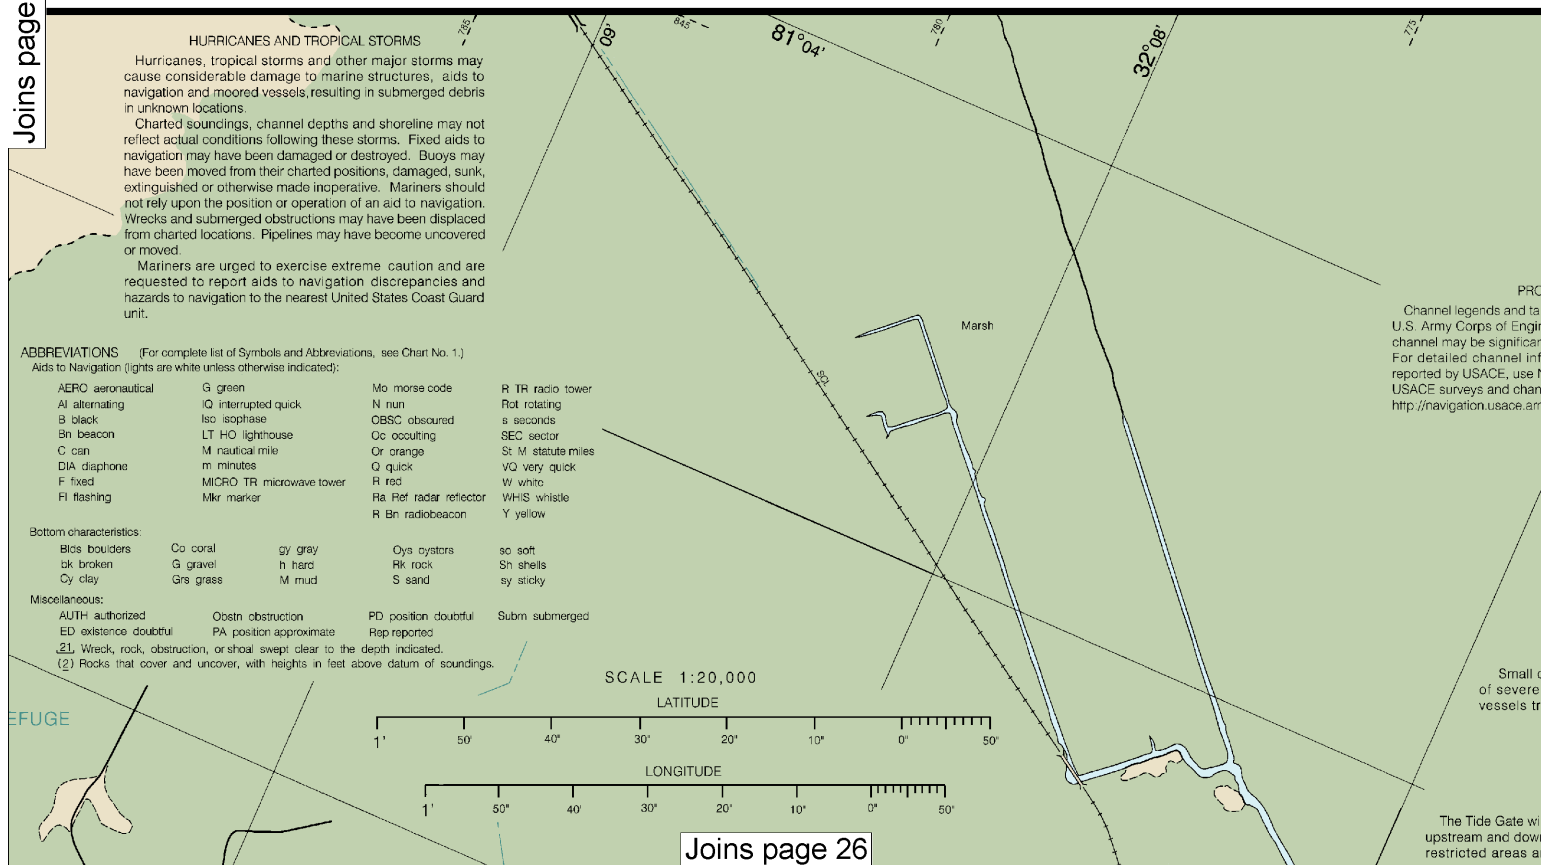 Joins page
785
09'
845
81°04'
780
32°08'
775
HURRICANES AND TROPICAL STORMS
Hurricanes, tropical storms and other major storms may
cause considerable damage to marine structures, aids to
navigation and moored vessels, resulting in submerged debris
in unknown locations.
Charted soundings, channel depths and shoreline may not
reflect actual conditions following these storms. Fixed aids to
navigation may have been damaged or destroyed. Buoys may
have been moved from their charted positions, damaged, sunk,
extinguished or otherwise made inoperative. Mariners should
not rely upon the position or operation of an aid to navigation.
Wrecks and submerged obstructions may have been displaced
from charted locations. Pipelines may have become uncovered
or moved.
Mariners are urged to exercise extreme caution and are
requested to report aids to navigation discrepancies and
hazards to navigation to the nearest United States Coast Guard
unit.
PRO
Channel legends and ta
U.S. Army Corps of Engin
channel may be significan
For detailed channel inf
reported by USACE, use N
USACE surveys and chan
http://navigation.usace.arm
Marsh
SCL
ABBREVIATIONS (For complete list of Symbols and Abbreviations, see Chart No. 1.)
Aids to Navigation (lights are white unless otherwise indicated):
AERO aeronautical G green Mo morse code R TR radio tower
Al alternating IQ interrupted quick N nun Rot rotating
B black Iso isophase OBSC obsoured s seconds
Bn beacon LT HO lighthouse Oc occulting SEC sector
C can M nautical mile Or orange St M statute miles
DIA diaphone m minutes Q quick VQ very quick
F fixed MICRO TR microwave tower R red W white
Fl flashing Mkr marker Ra Ref radar reflector WHIS whistle
R Bn radiobeacon Y yellow
Bottom characteristics:
Blds boulders Co coral gy gray Oys oysters so soft
bk broken G gravel h hard Rk rock Sh shells
Cy clay Grs grass M mud S sand sy sticky
Miscellaneous:
AUTH authorized Obstn obstruction PD position doubtful Subm submerged
ED existence doubtful PA position approximate Rep reported
21, Wreck, rock, obstruction, or shoal swept clear to the depth indicated.
(2) Rocks that cover and uncover, with heights in feet above datum of soundings.
EFUGE
SCALE 1:20,000
LATITUDE
1' 50" 40" 30" 20" 10" 0" 50"
LONGITUDE
1' 50" 40' 30" 20' 10" 0" 50"
Small c
of severe
vessels tr
The Tide Gate wi
upstream and dow
restricted areas a
Joins page 26